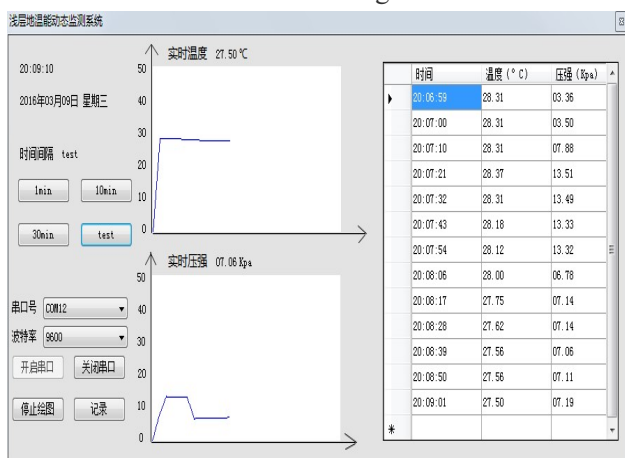 浅层地温能动态监测系统
20:09:10
2016年03月09日 星期三
时间间隔 test
1min 10min
30min test
串口号 COM12
波特率 9600
开启串口 关闭串口
停止绘图 记录
实时温度 27.50 ℃
50
40
30
20
10
0
实时压强 07.06 Kpa
50
40
30
20
10
0
时间 温度(°C) 压强(Kpa)
20:06:59 28.31 03.36
20:07:00 28.31 03.50
20:07:10 28.31 07.88
20:07:21 28.37 13.51
20:07:32 28.31 13.49
20:07:43 28.18 13.33
20:07:54 28.12 13.32
20:08:06 28.00 06.78
20:08:17 27.75 07.14
20:08:28 27.62 07.14
20:08:39 27.56 07.06
20:08:50 27.56 07.11
20:09:01 27.50 07.19